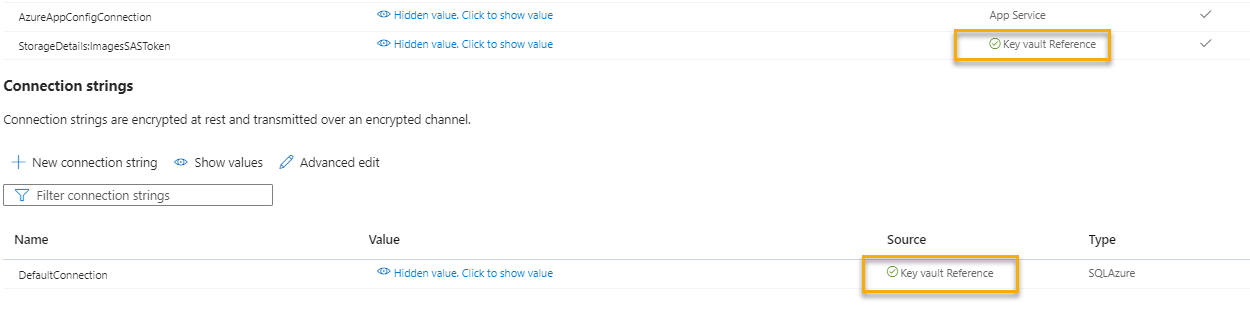 AzureAppConfigConnection Hidden value. Click to show value App Service
StorageDetails:ImagesSASToken Hidden value. Click to show value Key vault Reference
Connection strings
Connection strings are encrypted at rest and transmitted over an encrypted channel.
New connection string Show values Advanced edit
Filter connection strings
Name Value Source Type
DefaultConnection Hidden value. Click to show value Key vault Reference SQLAzure